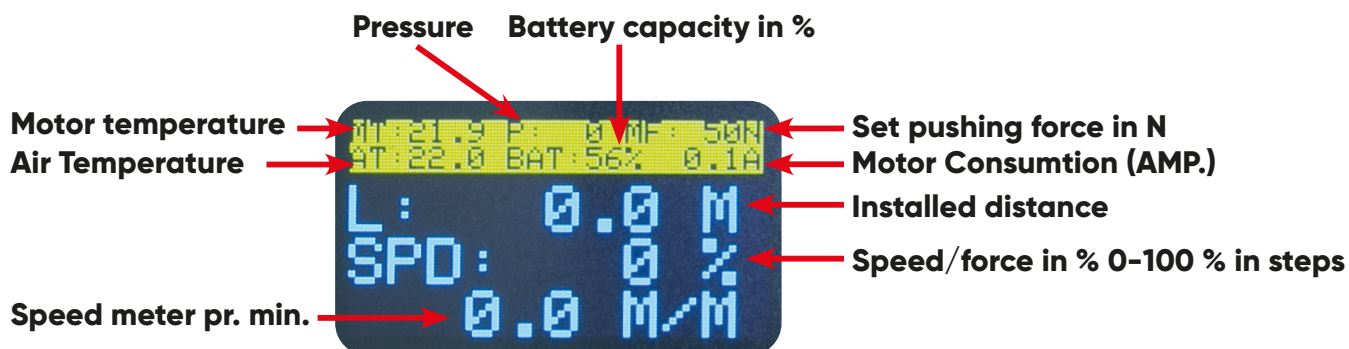 Pressure Battery capacity in %
Motor temperature
MT:21.9 P: 0 MF: 50N
Set pushing force in N
Air Temperature
AT:22.0 BAT:56% 0.1A
Motor Consumtion (AMP.)
L: 0.0 M
Installed distance
SPD: 0 %
Speed/force in % 0-100 % in steps
Speed meter pr. min.
0.0 M/M